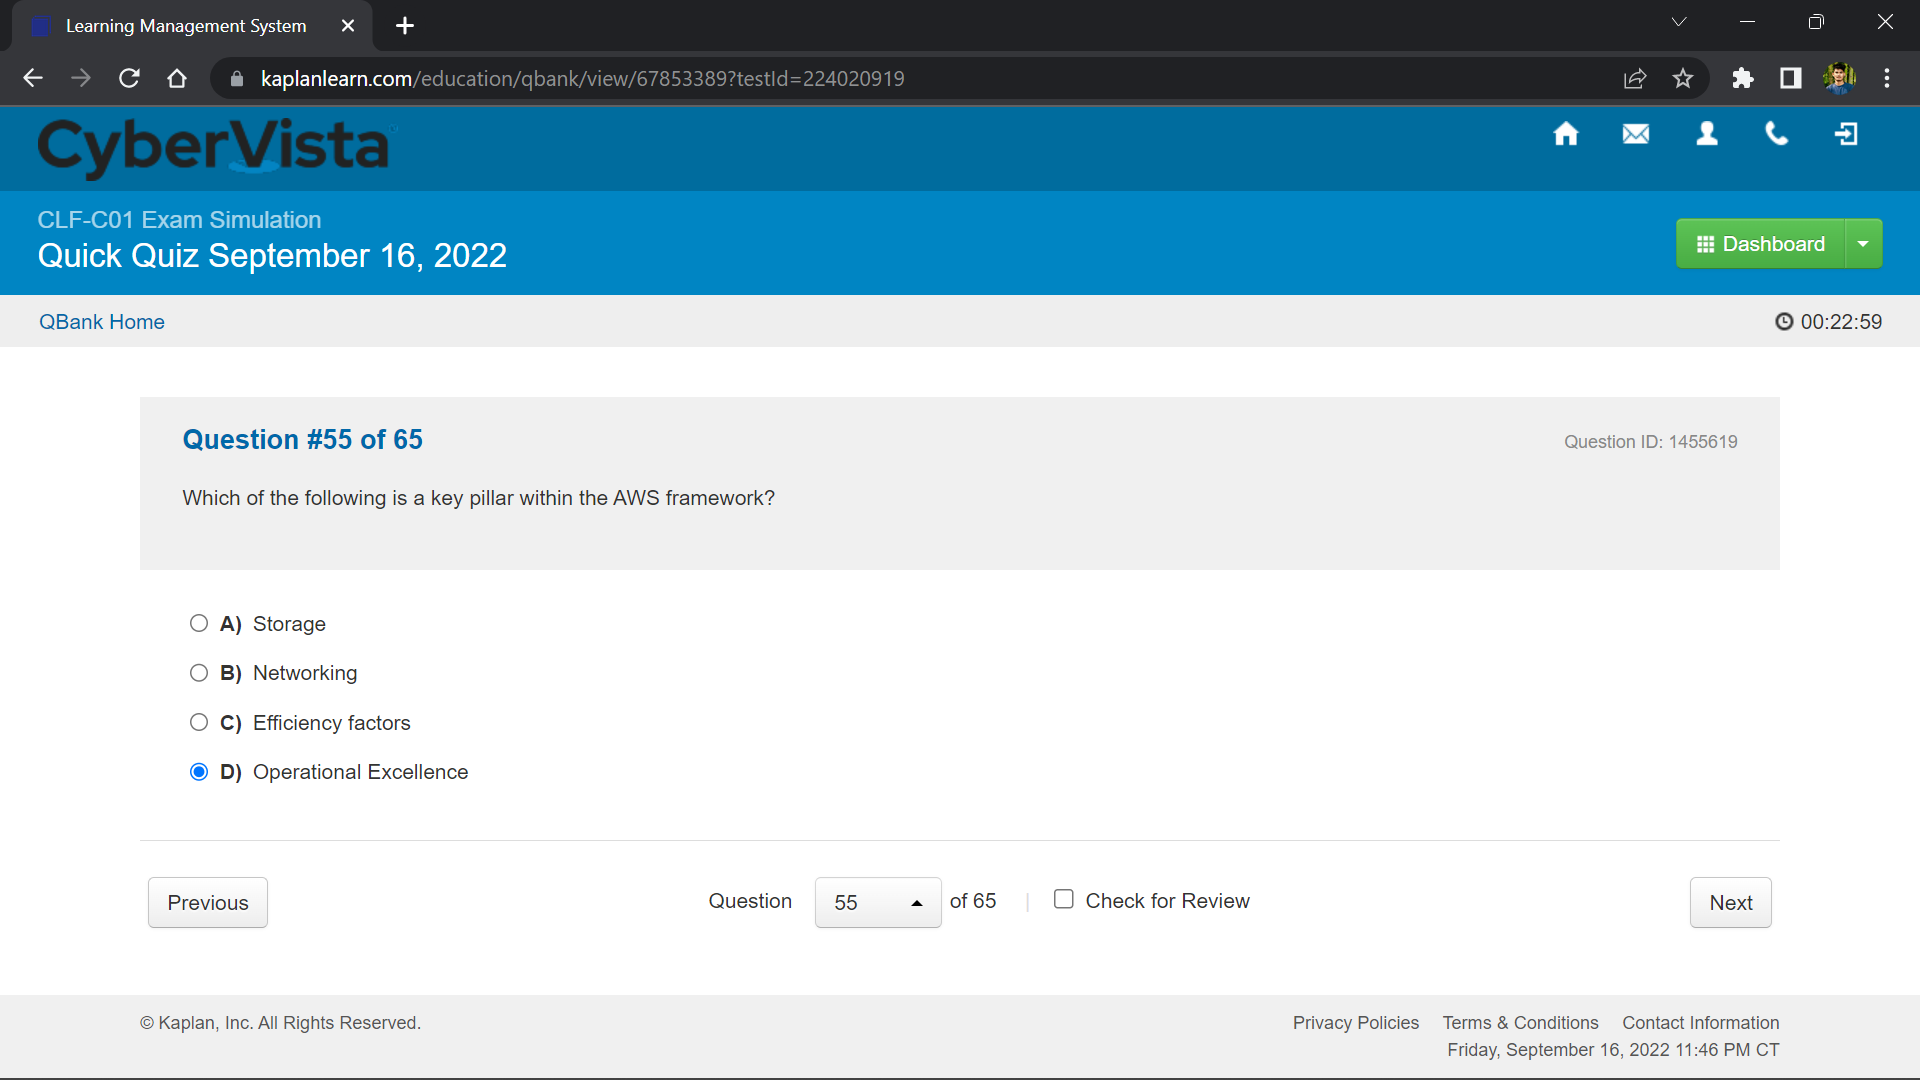 Learning Management System
kaplanlearn.com/education/qbank/view/67853389?testId=224020919
CyberVista
CLF-C01 Exam Simulation
Quick Quiz September 16, 2022
Dashboard
QBank Home
00:22:59
Question #55 of 65
Question ID: 1455619
Which of the following is a key pillar within the AWS framework?
A) Storage
B) Networking
C) Efficiency factors
D) Operational Excellence
Previous
Question 55 of 65 | Check for Review
Next
© Kaplan, Inc. All Rights Reserved.
Privacy Policies Terms & Conditions Contact Information
Friday, September 16, 2022 11:46 PM CT